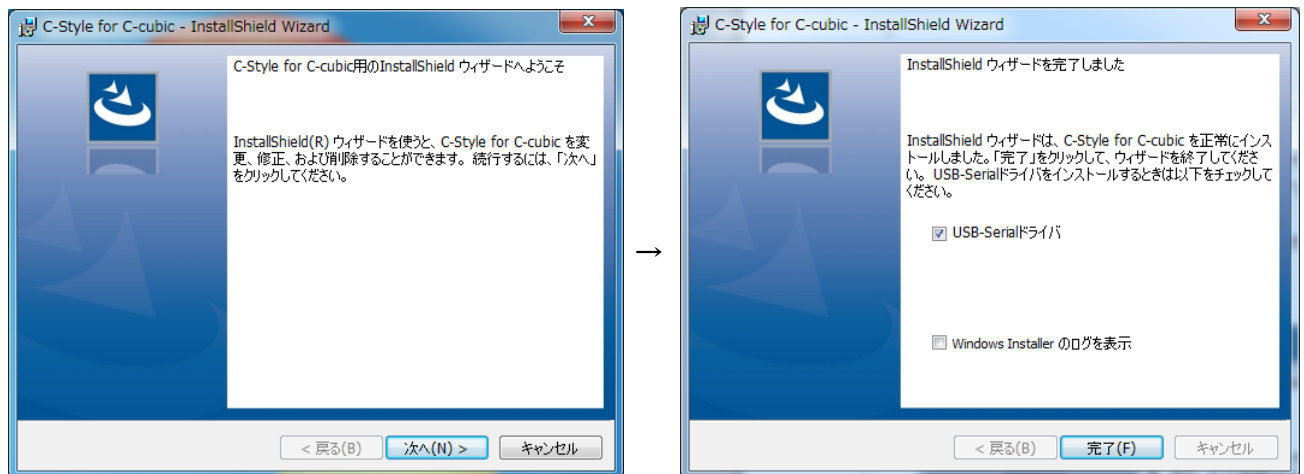 C-Style for C-cubic - InstallShield Wizard
C-Style for C-cubic用のInstallShield ウィザードへようこそ
InstallShield(R) ウィザードを使うと、C-Style for C-cubic を変
更、修正、および削除することができます。続行するには、「次へ」
をクリックしてください。
< 戻る(B)
次へ(N) >
キャンセル
→
C-Style for C-cubic - InstallShield Wizard
InstallShield ウィザードを完了しました
InstallShield ウィザードは、C-Style for C-cubic を正常にインス
トールしました。「完了」をクリックして、ウィザードを終了してくださ
い。USB-Serialドライバをインストールするときは以下をチェックして
ください。
USB-Serialドライバ
Windows Installer のログを表示
< 戻る(B)
完了(F)
キャンセル